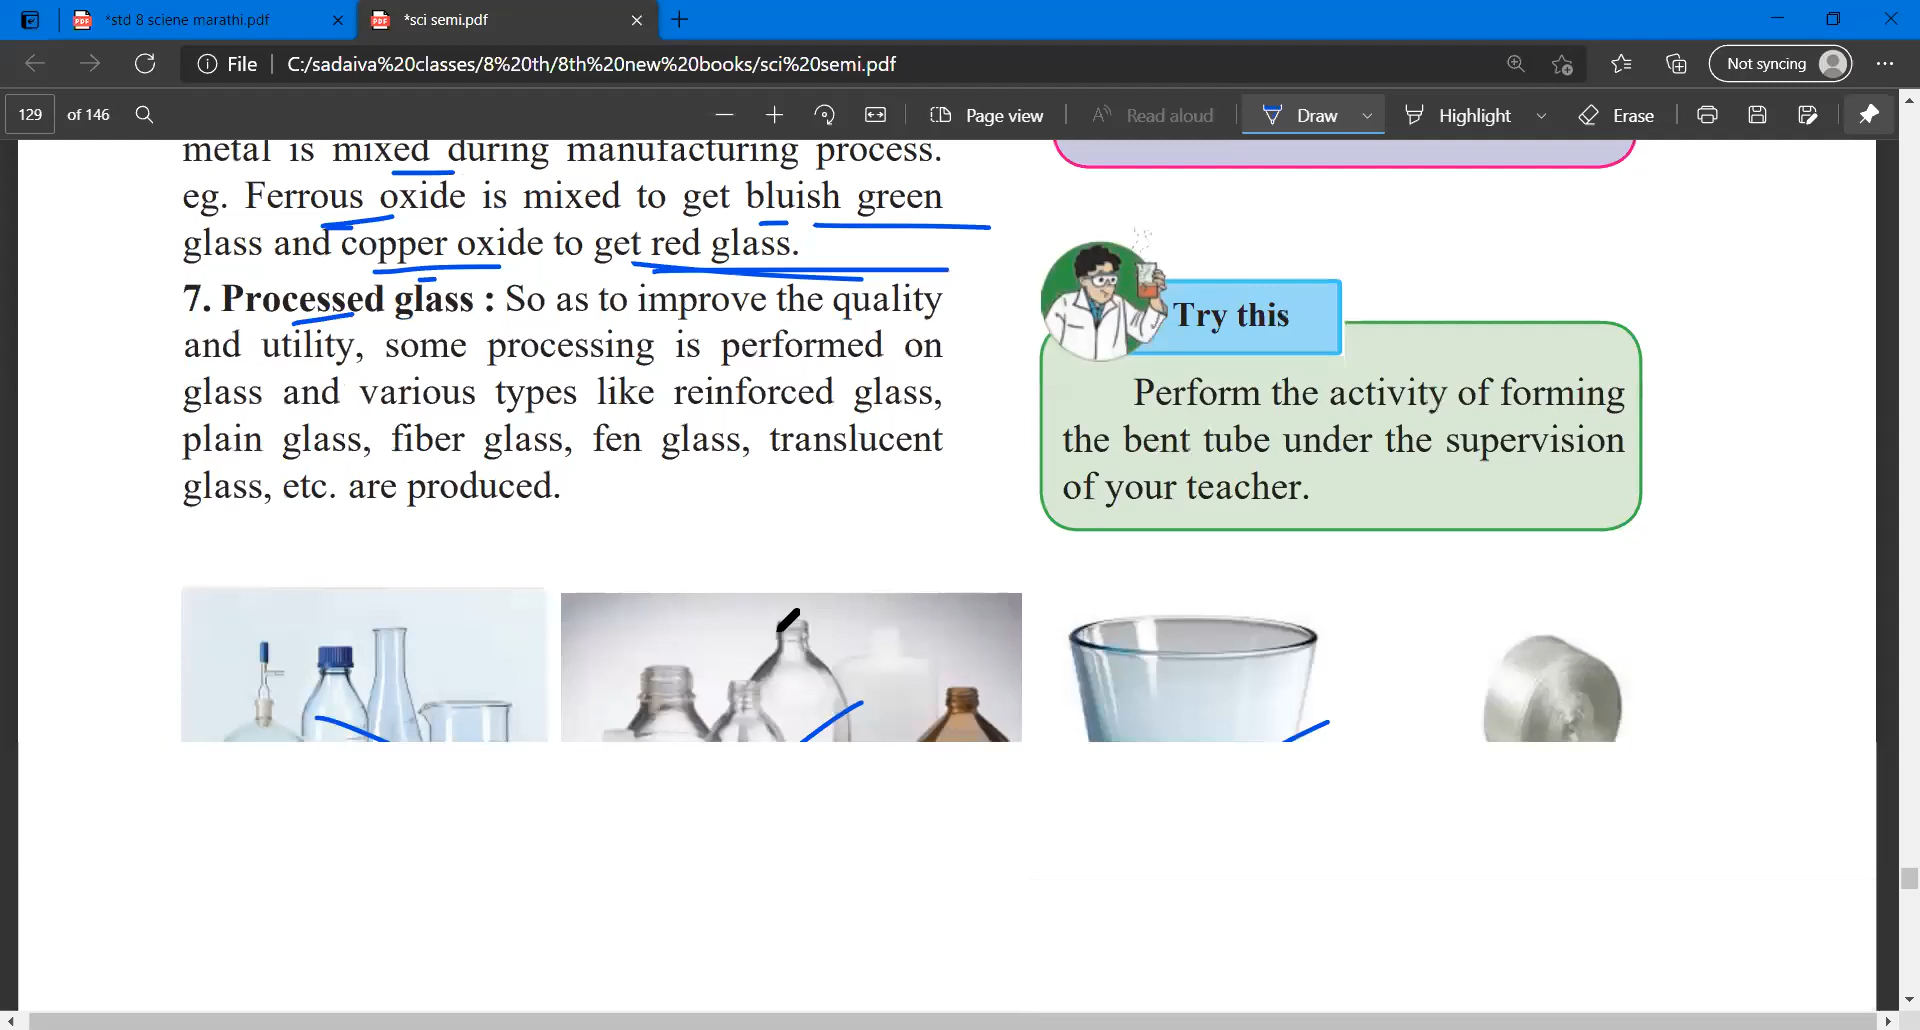 *std 8 sciene marathi.pdf
*sci semi.pdf
File
C:/sadaiva%20classes/8%20th/8th%20new%20books/sci%20semi.pdf
Not syncing
129 of 146
Page view
Read aloud
Draw
Highlight
Erase
metal is mixed during manufacturing process.
eg. Ferrous oxide is mixed to get bluish green
glass and copper oxide to get red glass.
7. Processed glass : So as to improve the quality
and utility, some processing is performed on
glass and various types like reinforced glass,
plain glass, fiber glass, fen glass, translucent
glass, etc. are produced.
Try this
Perform the activity of forming
the bent tube under the supervision
of your teacher.